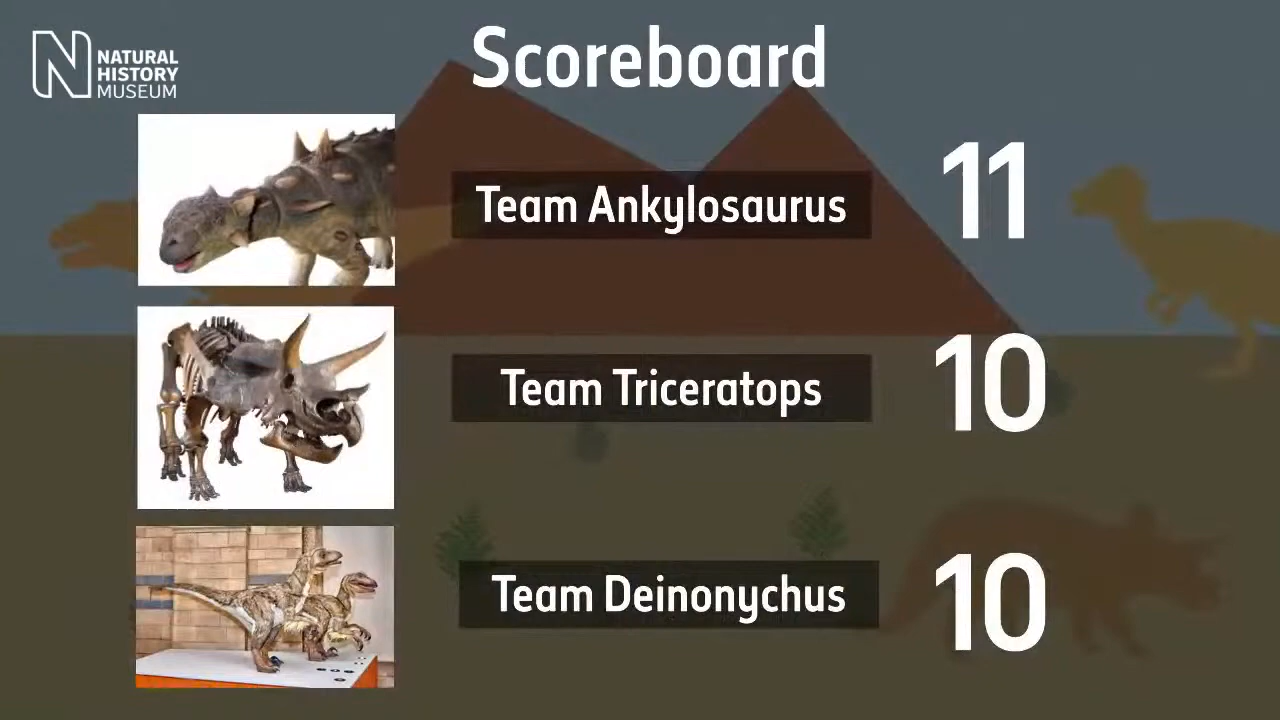 NATURAL
HISTORY
MUSEUM
Scoreboard
Team Ankylosaurus 11
Team Triceratops 10
Team Deinonychus 10